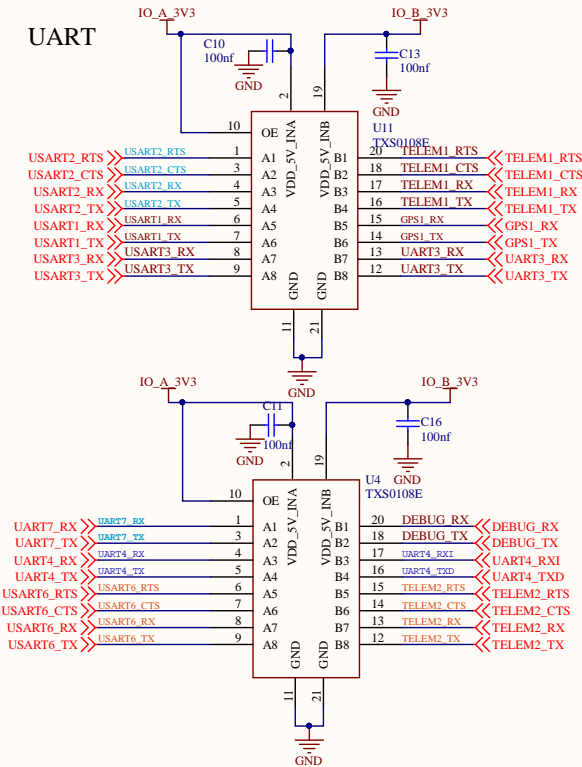 UART
IO_A_3V3
IO_B_3V3
C10
100nf
GND
C13
100nf
GND
2
19
U11
TXS0108E
10 OE VDD_5V_INA VDD_5V_INB
USART2_RTS USART2_RTS 1 A1 B1 20 TELEM1_RTS TELEM1_RTS
USART2_CTS USART2_CTS 3 A2 B2 18 TELEM1_CTS TELEM1_CTS
USART2_RX USART2_RX 4 A3 B3 17 TELEM1_RX TELEM1_RX
USART2_TX USART2_TX 5 A4 B4 16 TELEM1_TX TELEM1_TX
USART1_RX USART1_RX 6 A5 B5 15 GPS1_RX GPS1_RX
USART1_TX USART1_TX 7 A6 B6 14 GPS1_TX GPS1_TX
USART3_RX USART3_RX 8 A7 B7 13 UART3_RX UART3_RX
USART3_TX USART3_TX 9 A8 B8 12 UART3_TX UART3_TX
GND GND
11 21
GND
IO_A_3V3
IO_B_3V3
C11
100nf
GND
C16
100nf
GND
2
19
U4
TXS0108E
10 OE VDD_5V_INA VDD_5V_INB
UART7_RX UART7_RX 1 A1 B1 20 DEBUG_RX DEBUG_RX
UART7_TX UART7_TX 3 A2 B2 18 DEBUG_TX DEBUG_TX
UART4_RX UART4_RX 4 A3 B3 17 UART4_RXI UART4_RXI
UART4_TX UART4_TX 5 A4 B4 16 UART4_TXD UART4_TXD
USART6_RTS USART6_RTS 6 A5 B5 15 TELEM2_RTS TELEM2_RTS
USART6_CTS USART6_CTS 7 A6 B6 14 TELEM2_CTS TELEM2_CTS
USART6_RX USART6_RX 8 A7 B7 13 TELEM2_RX TELEM2_RX
USART6_TX USART6_TX 9 A8 B8 12 TELEM2_TX TELEM2_TX
GND GND
11 21
GND